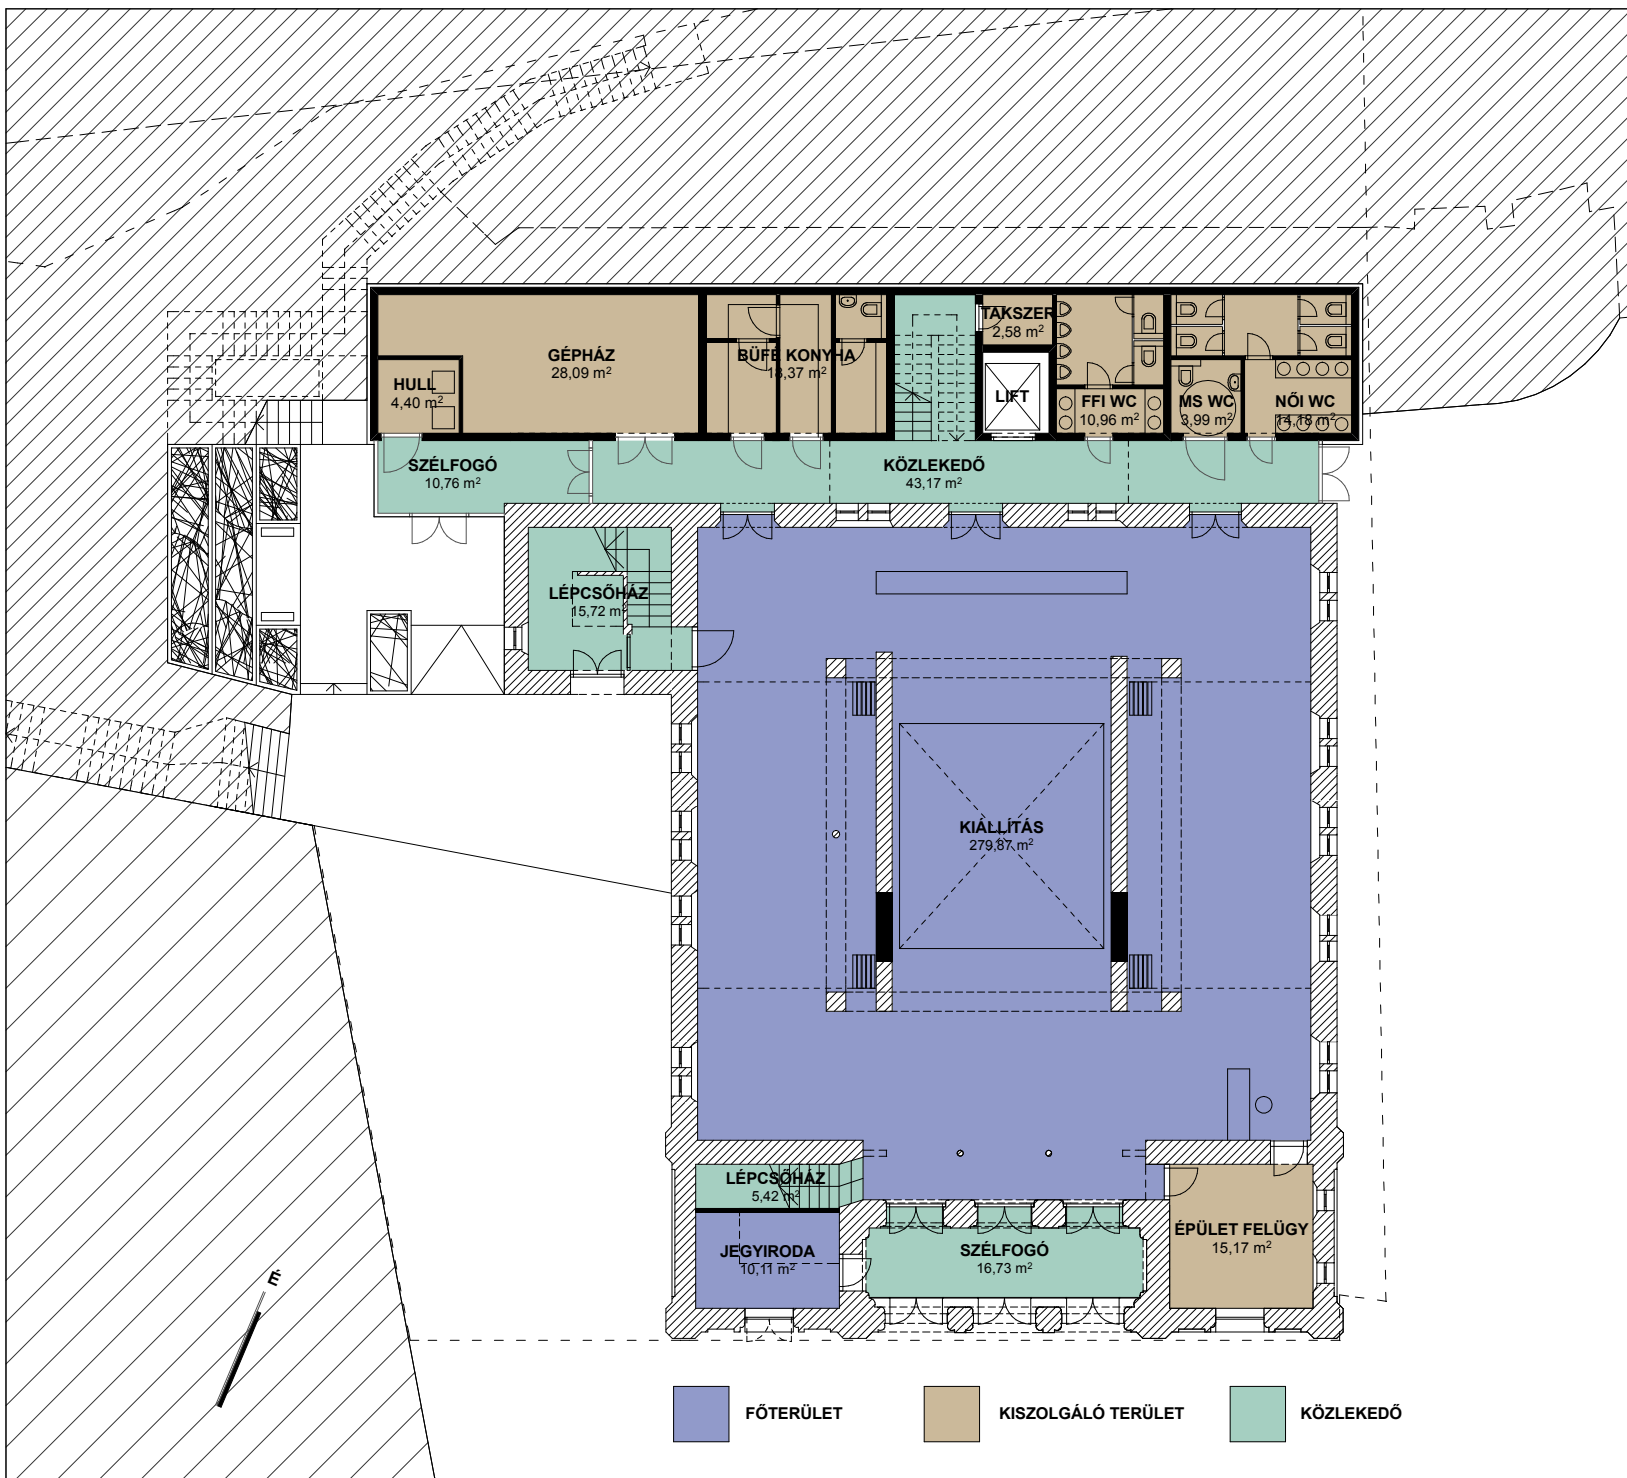 GÉPHÁZ
28,09 m²
HULL
4,40 m²
BÜFÉ KONYHA
18,37 m²
TAKSZER
2,58 m²
LIFT
FFI WC
10,96 m²
MS WC
3,99 m²
NŐI WC
14,18 m²
SZÉLFOGÓ
10,76 m²
KÖZLEKEDŐ
43,17 m²
LÉPCSŐHÁZ
15,72 m
KIÁLLÍTÁS
279,87 m²
LÉPCSŐHÁZ
5,42 m²
JEGYIRODA
10,11 m²
SZÉLFOGÓ
16,73 m²
ÉPÜLET FELÜGY
15,17 m²
É
FŐTERÜLET
KISZOLGÁLÓ TERÜLET
KÖZLEKEDŐ